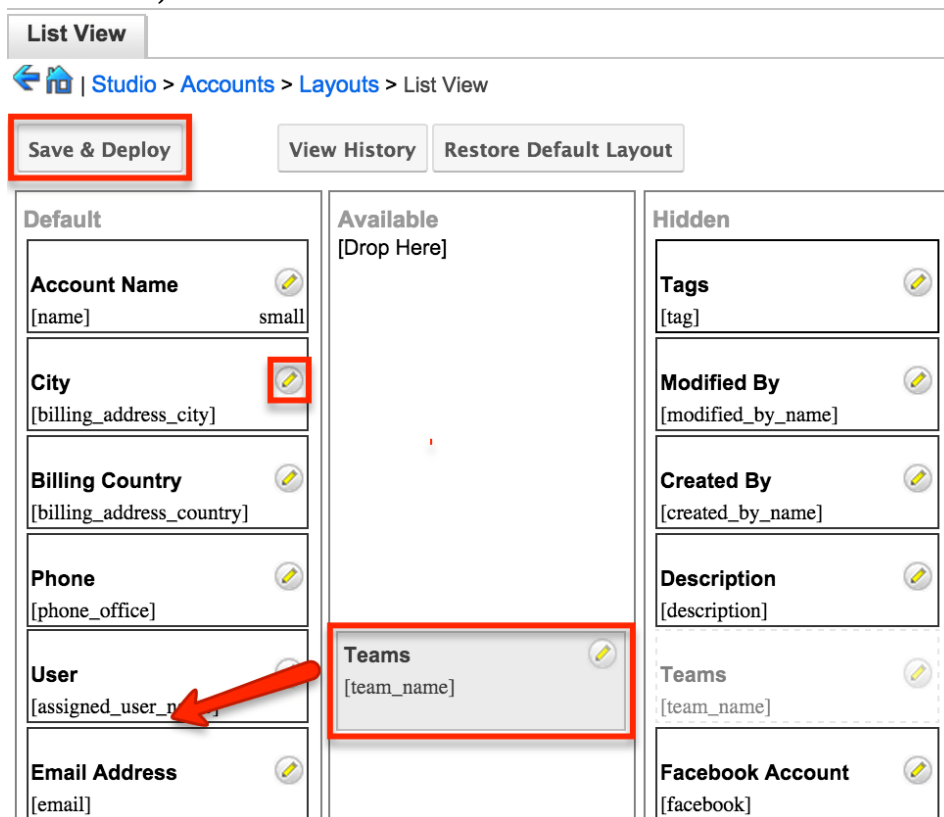 List View
| Studio > Accounts > Layouts > List View
Save & Deploy
View History
Restore Default Layout
Default
Account Name
[name] small
City
[billing_address_city]
Billing Country
[billing_address_country]
Phone
[phone_office]
User
Email Address
[email]
Available
[Drop Here]
Teams
[team_name]
Hidden
Tags
[tag]
Modified By
[modified_by_name]
Created By
[created_by_name]
Description
[description]
Teams
[team_name]
Facebook Account
[facebook]